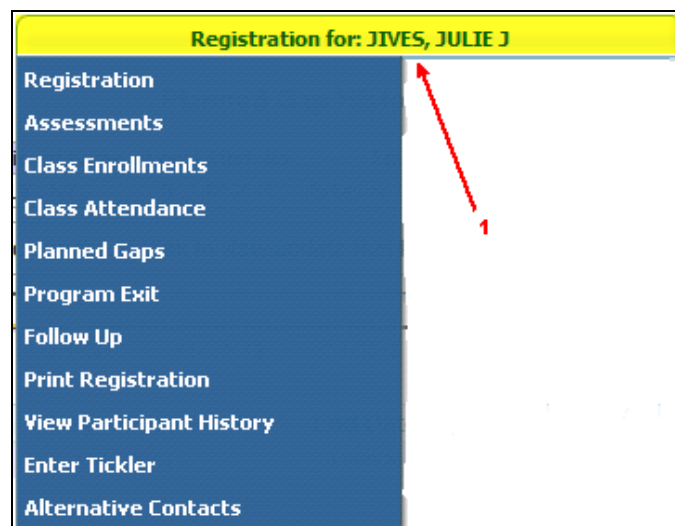 Registration for: JIVES, JULIE J
Registration
Assessments
1
Class Enrollments
Class Attendance
Planned Gaps
Program Exit
Follow Up
Print Registration
View Participant History
Enter Tickler
Alternative Contacts